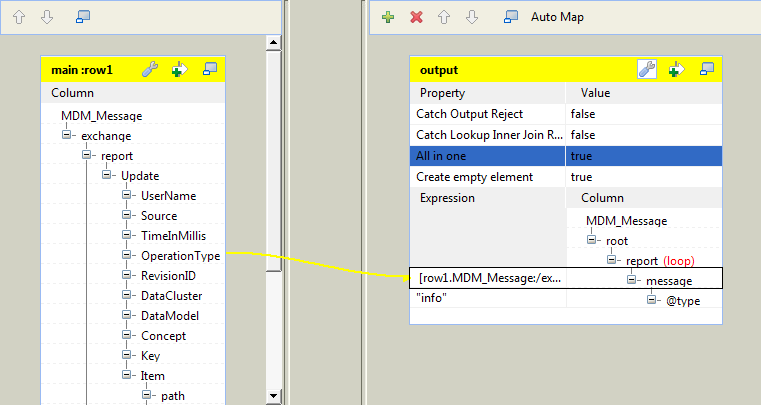 Auto Map
main :row1
Column
MDM_Message
exchange
report
Update
UserName
Source
TimeInMillis
OperationType
RevisionID
DataCluster
DataModel
Concept
Key
Item
path
output
Property Value
Catch Output Reject false
Catch Lookup Inner Join R... false
All in one true
Create empty element true
Expression Column
MDM_Message
root
report (loop)
[row1.MDM_Message:/ex... message
"info" @type